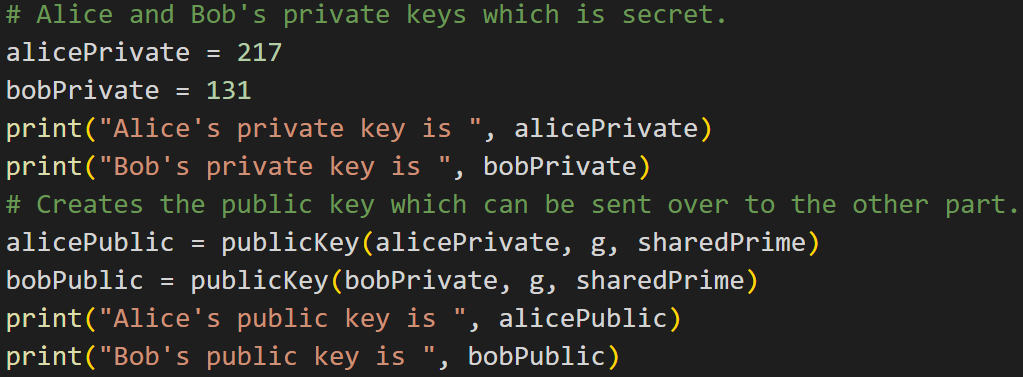 # Alice and Bob's private keys which is secret.
alicePrivate = 217
bobPrivate = 131
print("Alice's private key is ", alicePrivate)
print("Bob's private key is ", bobPrivate)
# Creates the public key which can be sent over to the other part.
alicePublic = publicKey(alicePrivate, g, sharedPrime)
bobPublic = publicKey(bobPrivate, g, sharedPrime)
print("Alice's public key is ", alicePublic)
print("Bob's public key is ", bobPublic)